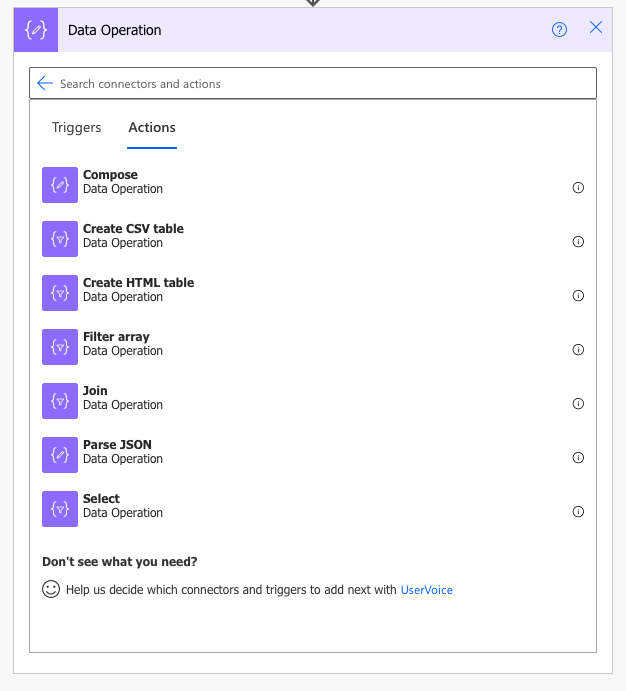 Data Operation
Search connectors and actions
Triggers
Actions
Compose
Data Operation
Create CSV table
Data Operation
Create HTML table
Data Operation
Filter array
Data Operation
Join
Data Operation
Parse JSON
Data Operation
Select
Data Operation
Don't see what you need?
Help us decide which connectors and triggers to add next with UserVoice